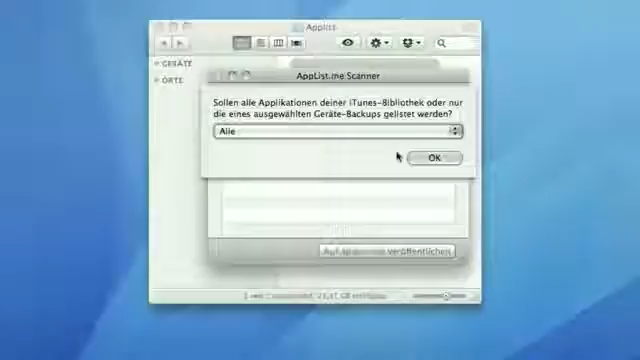 Applist
GERÄTE
ORTE
AppList.me Scanner
Sollen alle Applikationen deiner iTunes-Bibliothek oder nur
die eines ausgewählten Geräte-Backups gelistet werden?
Alle
OK
veröffentlichen